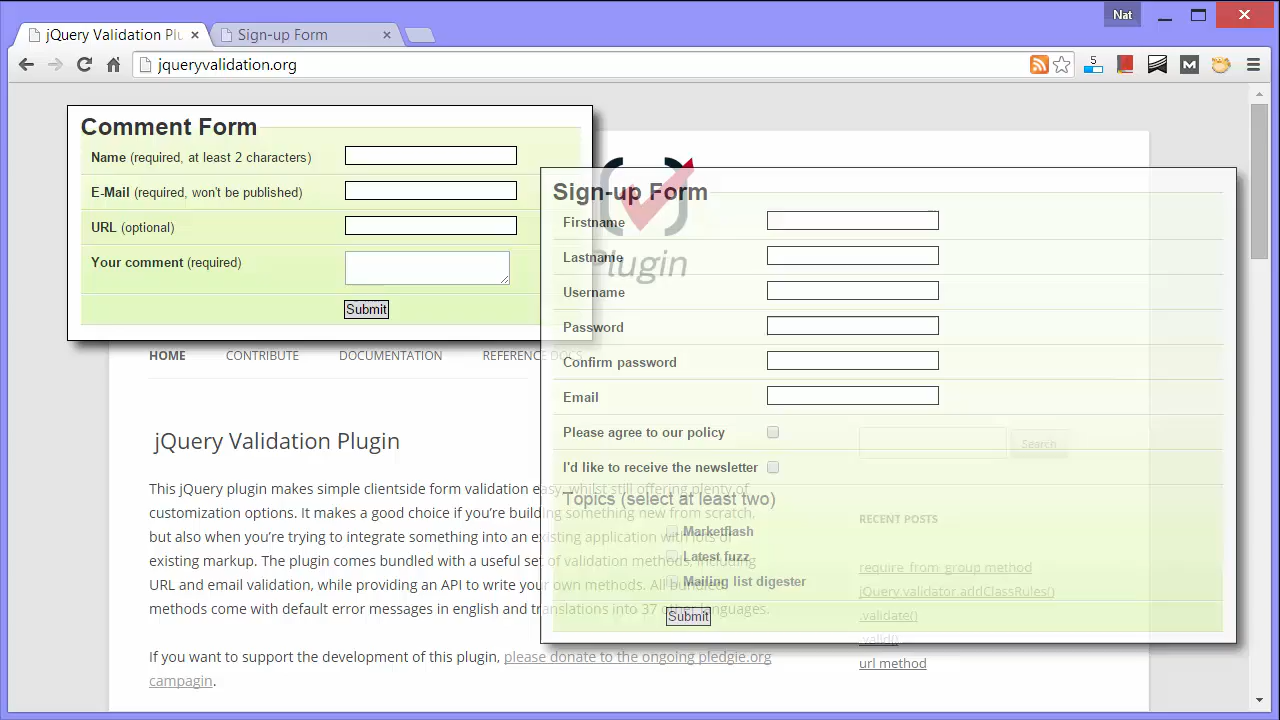 Nat
jQuery Validation Plu
Sign-up Form
jqueryvalidation.org
5
M
Comment Form
Name (required, at least 2 characters)
E-Mail (required, won't be published)
URL (optional)
Your comment (required)
Submit
Plugin
Sign-up Form
Firstname
Lastname
Username
Password
Confirm password
Email
Please agree to our policy
I'd like to receive the newsletter
Topics (select at least two)
Marketflash
Latest fuzz
Mailing list digester
Submit
HOME CONTRIBUTE DOCUMENTATION REFERENCE DOCS
Search
jQuery Validation Plugin
This jQuery plugin makes simple clientside form validation easy, whilst still offering plenty of
customization options. It makes a good choice if you're building something new from scratch,
but also when you're trying to integrate something into an existing application with lots of
existing markup. The plugin comes bundled with a useful set of validation methods, including
URL and email validation, while providing an API to write your own methods. All bundled
methods come with default error messages in english and translations into 37 other languages.
If you want to support the development of this plugin, please donate to the ongoing pledgie.org
campagin.
RECENT POSTS
require_from_group method
jQuery.validator.addClassRules()
.validate()
.valid()
url method